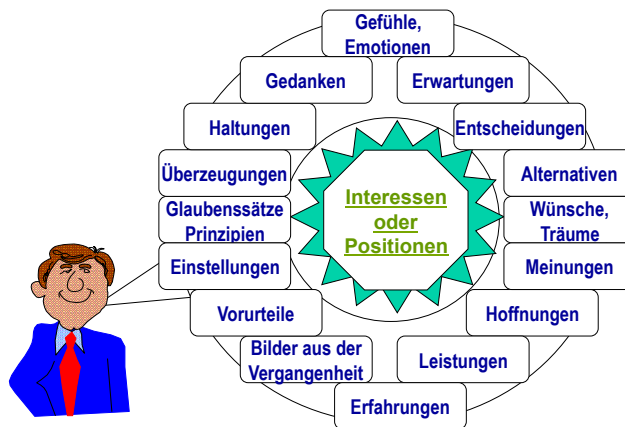 Gefühle,
Emotionen
Gedanken
Erwartungen
Haltungen
Entscheidungen
Überzeugungen
Alternativen
Interessen
oder
Positionen
Glaubenssätze
Prinzipien
Wünsche,
Träume
Einstellungen
Meinungen
Vorurteile
Hoffnungen
Bilder aus der
Vergangenheit
Leistungen
Erfahrungen